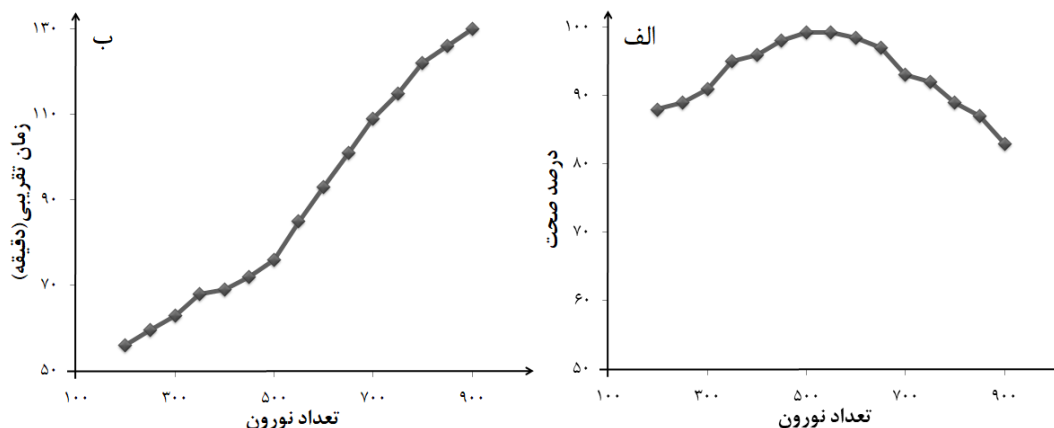 الف
درصد صحت
۱۰۰
۹۰
۸۰
۷۰
۶۰
۵۰
۱۰۰ ۳۰۰ ۵۰۰ ۷۰۰ ۹۰۰
تعداد نورون
ب
زمان تقریبی(دقیقه)
۱۳۰
۱۱۰
۹۰
۷۰
۵۰
۱۰۰ ۳۰۰ ۵۰۰ ۷۰۰ ۹۰۰
تعداد نورون